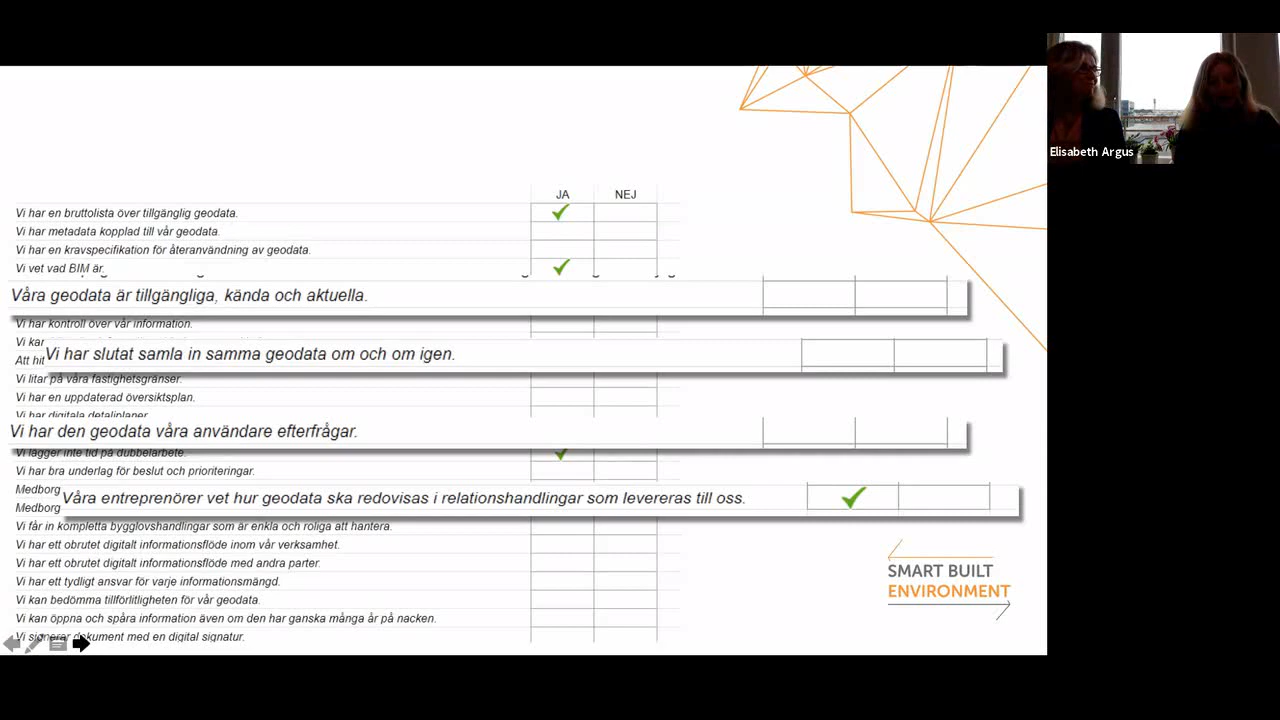 Elisabeth Argus
JA NEJ
Vi har en bruttolista över tillgänglig geodata.
Vi har metadata kopplad till vår geodata.
Vi har en kravspecifikation för återanvändning av geodata.
Vi vet vad BIM är.
Våra geodata är tillgängliga, kända och aktuella.
Vi har kontroll över vår information.
Vi kan
Vi har slutat samla in samma geodata om och om igen.
Att hit
Vi litar på våra fastighetsgränser.
Vi har en uppdaterad översiktsplan.
Vi har digitala detaljplaner
Vi har den geodata våra användare efterfrågar.
Vi lägger inte tid på dubbelarbete.
Vi har bra underlag för beslut och prioriteringar.
Medborg
Våra entreprenörer vet hur geodata ska redovisas i relationshandlingar som levereras till oss.
Medborg
Vi får in kompletta bygglovshandlingar som är enkla och roliga att hantera.
Vi har ett obrutet digitalt informationsflöde inom vår verksamhet.
Vi har ett obrutet digitalt informationsflöde med andra parter.
Vi har ett tydligt ansvar för varje informationsmängd.
Vi kan bedömma tillförlitligheten för vår geodata.
Vi kan öppna och spåra information även om den har ganska många år på nacken.
Vi signerar dokument med en digital signatur.
SMART BUILT
ENVIRONMENT